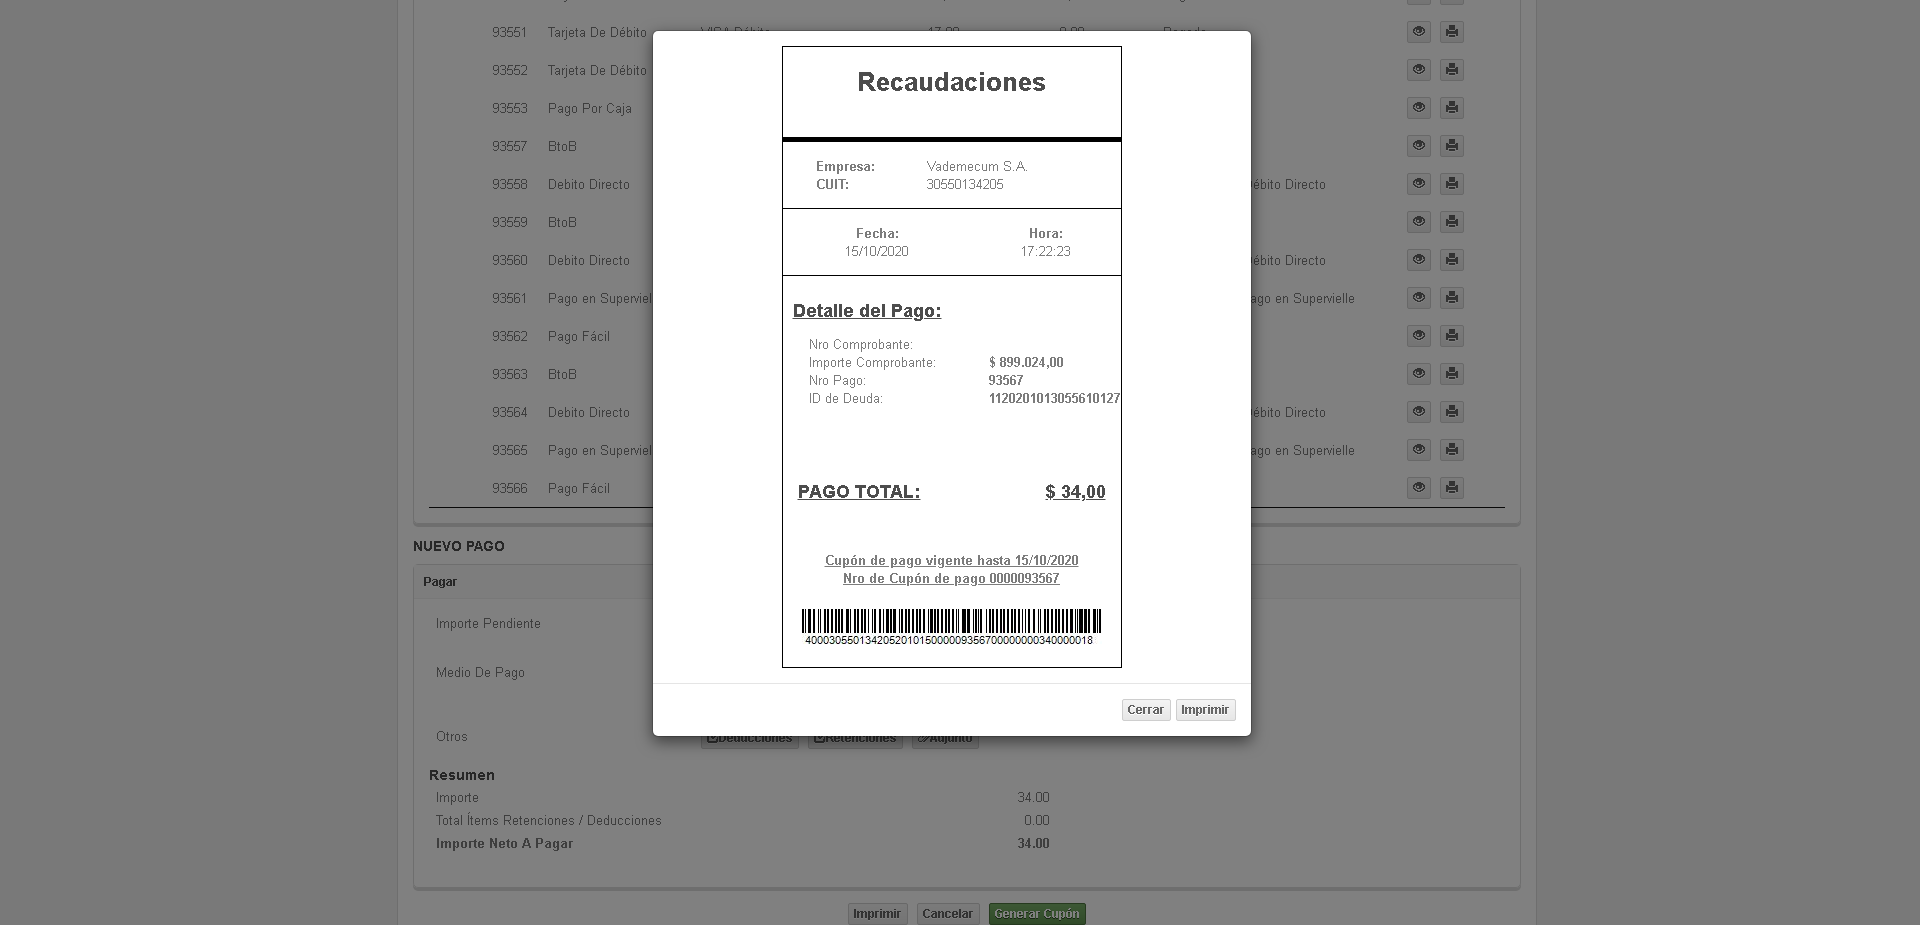 93551 Tarjeta De Débito VISA Débito 17.00 0.00 Pagado
93552 Tarjeta De Débito
93553 Pago Por Caja
93557 BtoB
93558 Debito Directo ébito Directo
93559 BtoB
93560 Debito Directo ébito Directo
93561 Pago en Superviel ago en Supervielle
93562 Pago Fácil
93563 BtoB
93564 Debito Directo ébito Directo
93565 Pago en Superviel ago en Supervielle
93566 Pago Fácil
NUEVO PAGO
Pagar
Importe Pendiente
Medio De Pago
Otros Deducciones Retenciones Adjunto
Resumen
Importe 34.00
Total Ítems Retenciones / Deducciones 0.00
Importe Neto A Pagar 34.00
Imprimir Cancelar Generar Cupón
Recaudaciones
Empresa: Vademecum S.A.
CUIT: 30550134205
Fecha: Hora:
15/10/2020 17:22:23
Detalle del Pago:
Nro Comprobante:
Importe Comprobante: $ 899.024,00
Nro Pago: 93567
ID de Deuda: 1120201013055610127
PAGO TOTAL: $ 34,00
Cupón de pago vigente hasta 15/10/2020
Nro de Cupón de pago 0000093567
400030550134205201015000009356700000000340000018
Cerrar Imprimir